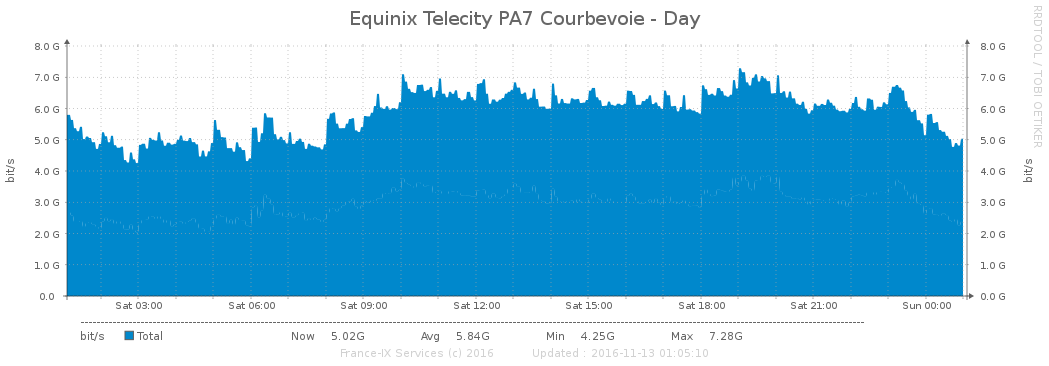 Equinix Telecity PA7 Courbevoie - Day
RRDTOOL / TOBI OETIKER
bit/s
8.0 G 8.0 G
7.0 G 7.0 G
6.0 G 6.0 G
5.0 G 5.0 G
4.0 G 4.0 G
3.0 G 3.0 G
2.0 G 2.0 G
1.0 G 1.0 G
0.0 0.0 G
bit/s
Sat 03:00 Sat 06:00 Sat 09:00 Sat 12:00 Sat 15:00 Sat 18:00 Sat 21:00 Sun 00:00
bit/s Total Now 5.02G Avg 5.84G Min 4.25G Max 7.28G
France-IX Services (c) 2016 Updated : 2016-11-13 01:05:10